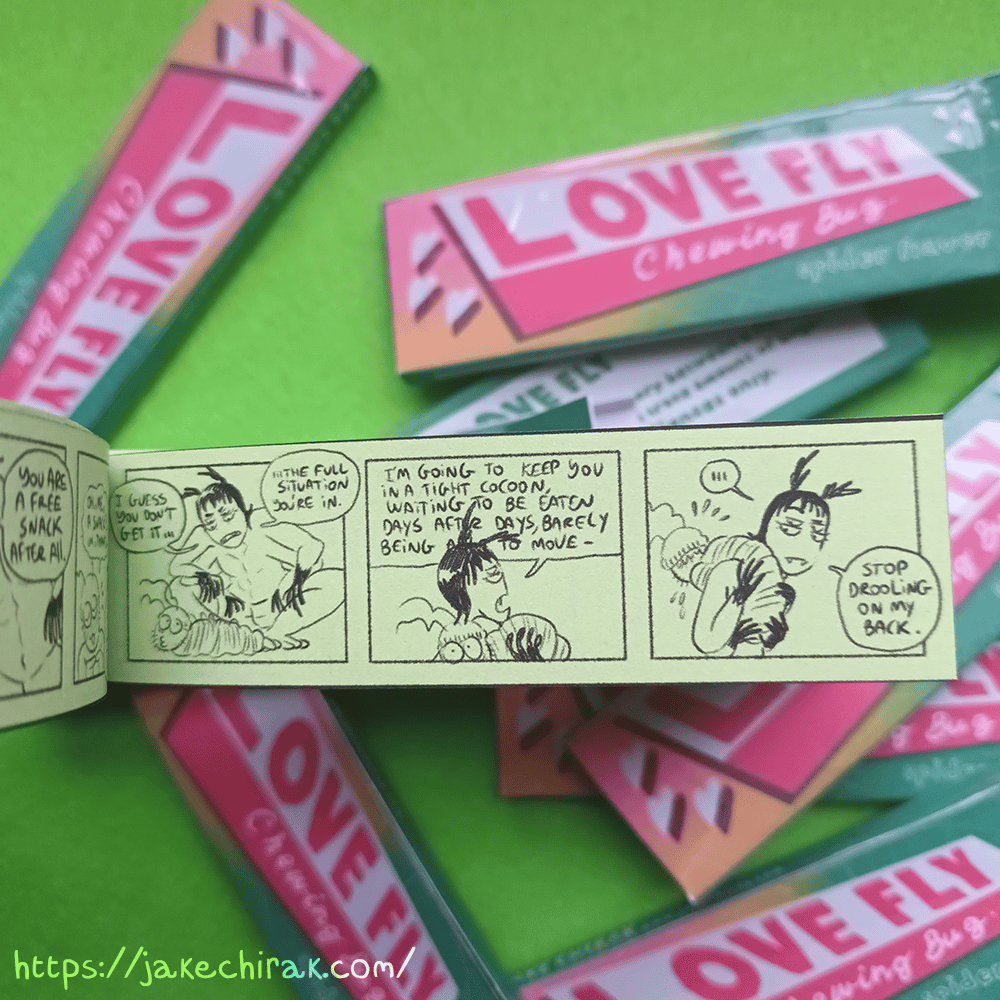 LOVE FLY
Chewing Bug
LOVE FLY
Chewing Bug
spider flavor
LOVE FLY
YOU ARE
A FREE
SNACK
AFTER ALL
I GUESS
YOU DON'T
GET IT...
...THE FULL
SITUATION
YOU'RE IN.
I'M GOING TO KEEP YOU
IN A TIGHT COCOON,
WAITING TO BE EATEN
DAYS AFTER DAYS, BARELY
BEING TO MOVE -
...
STOP
DROOLING
ON MY
BACK.
LOVE FLY
Chewing
LOVE FLY
Chewing Bug
https://jakechirak.com/